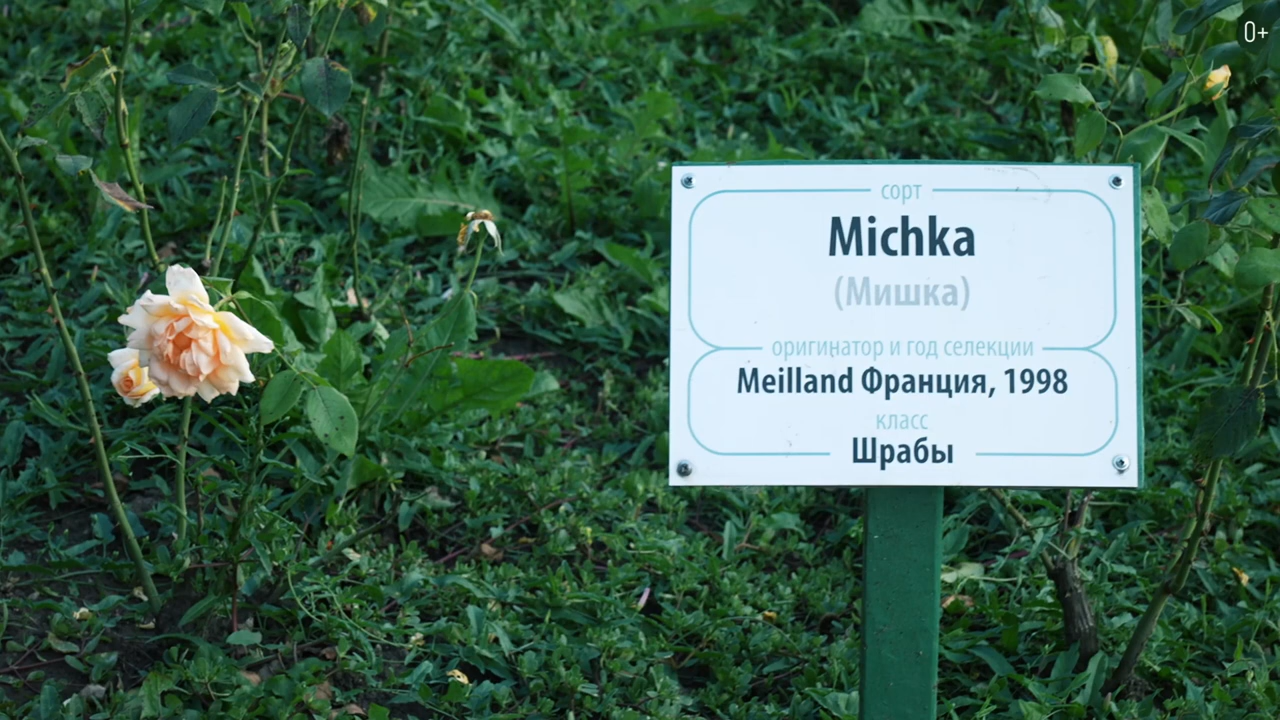 0+
сорт
Michka
(Мишка)
оригинатор и год селекции
Meilland Франция, 1998
класс
Шрабы